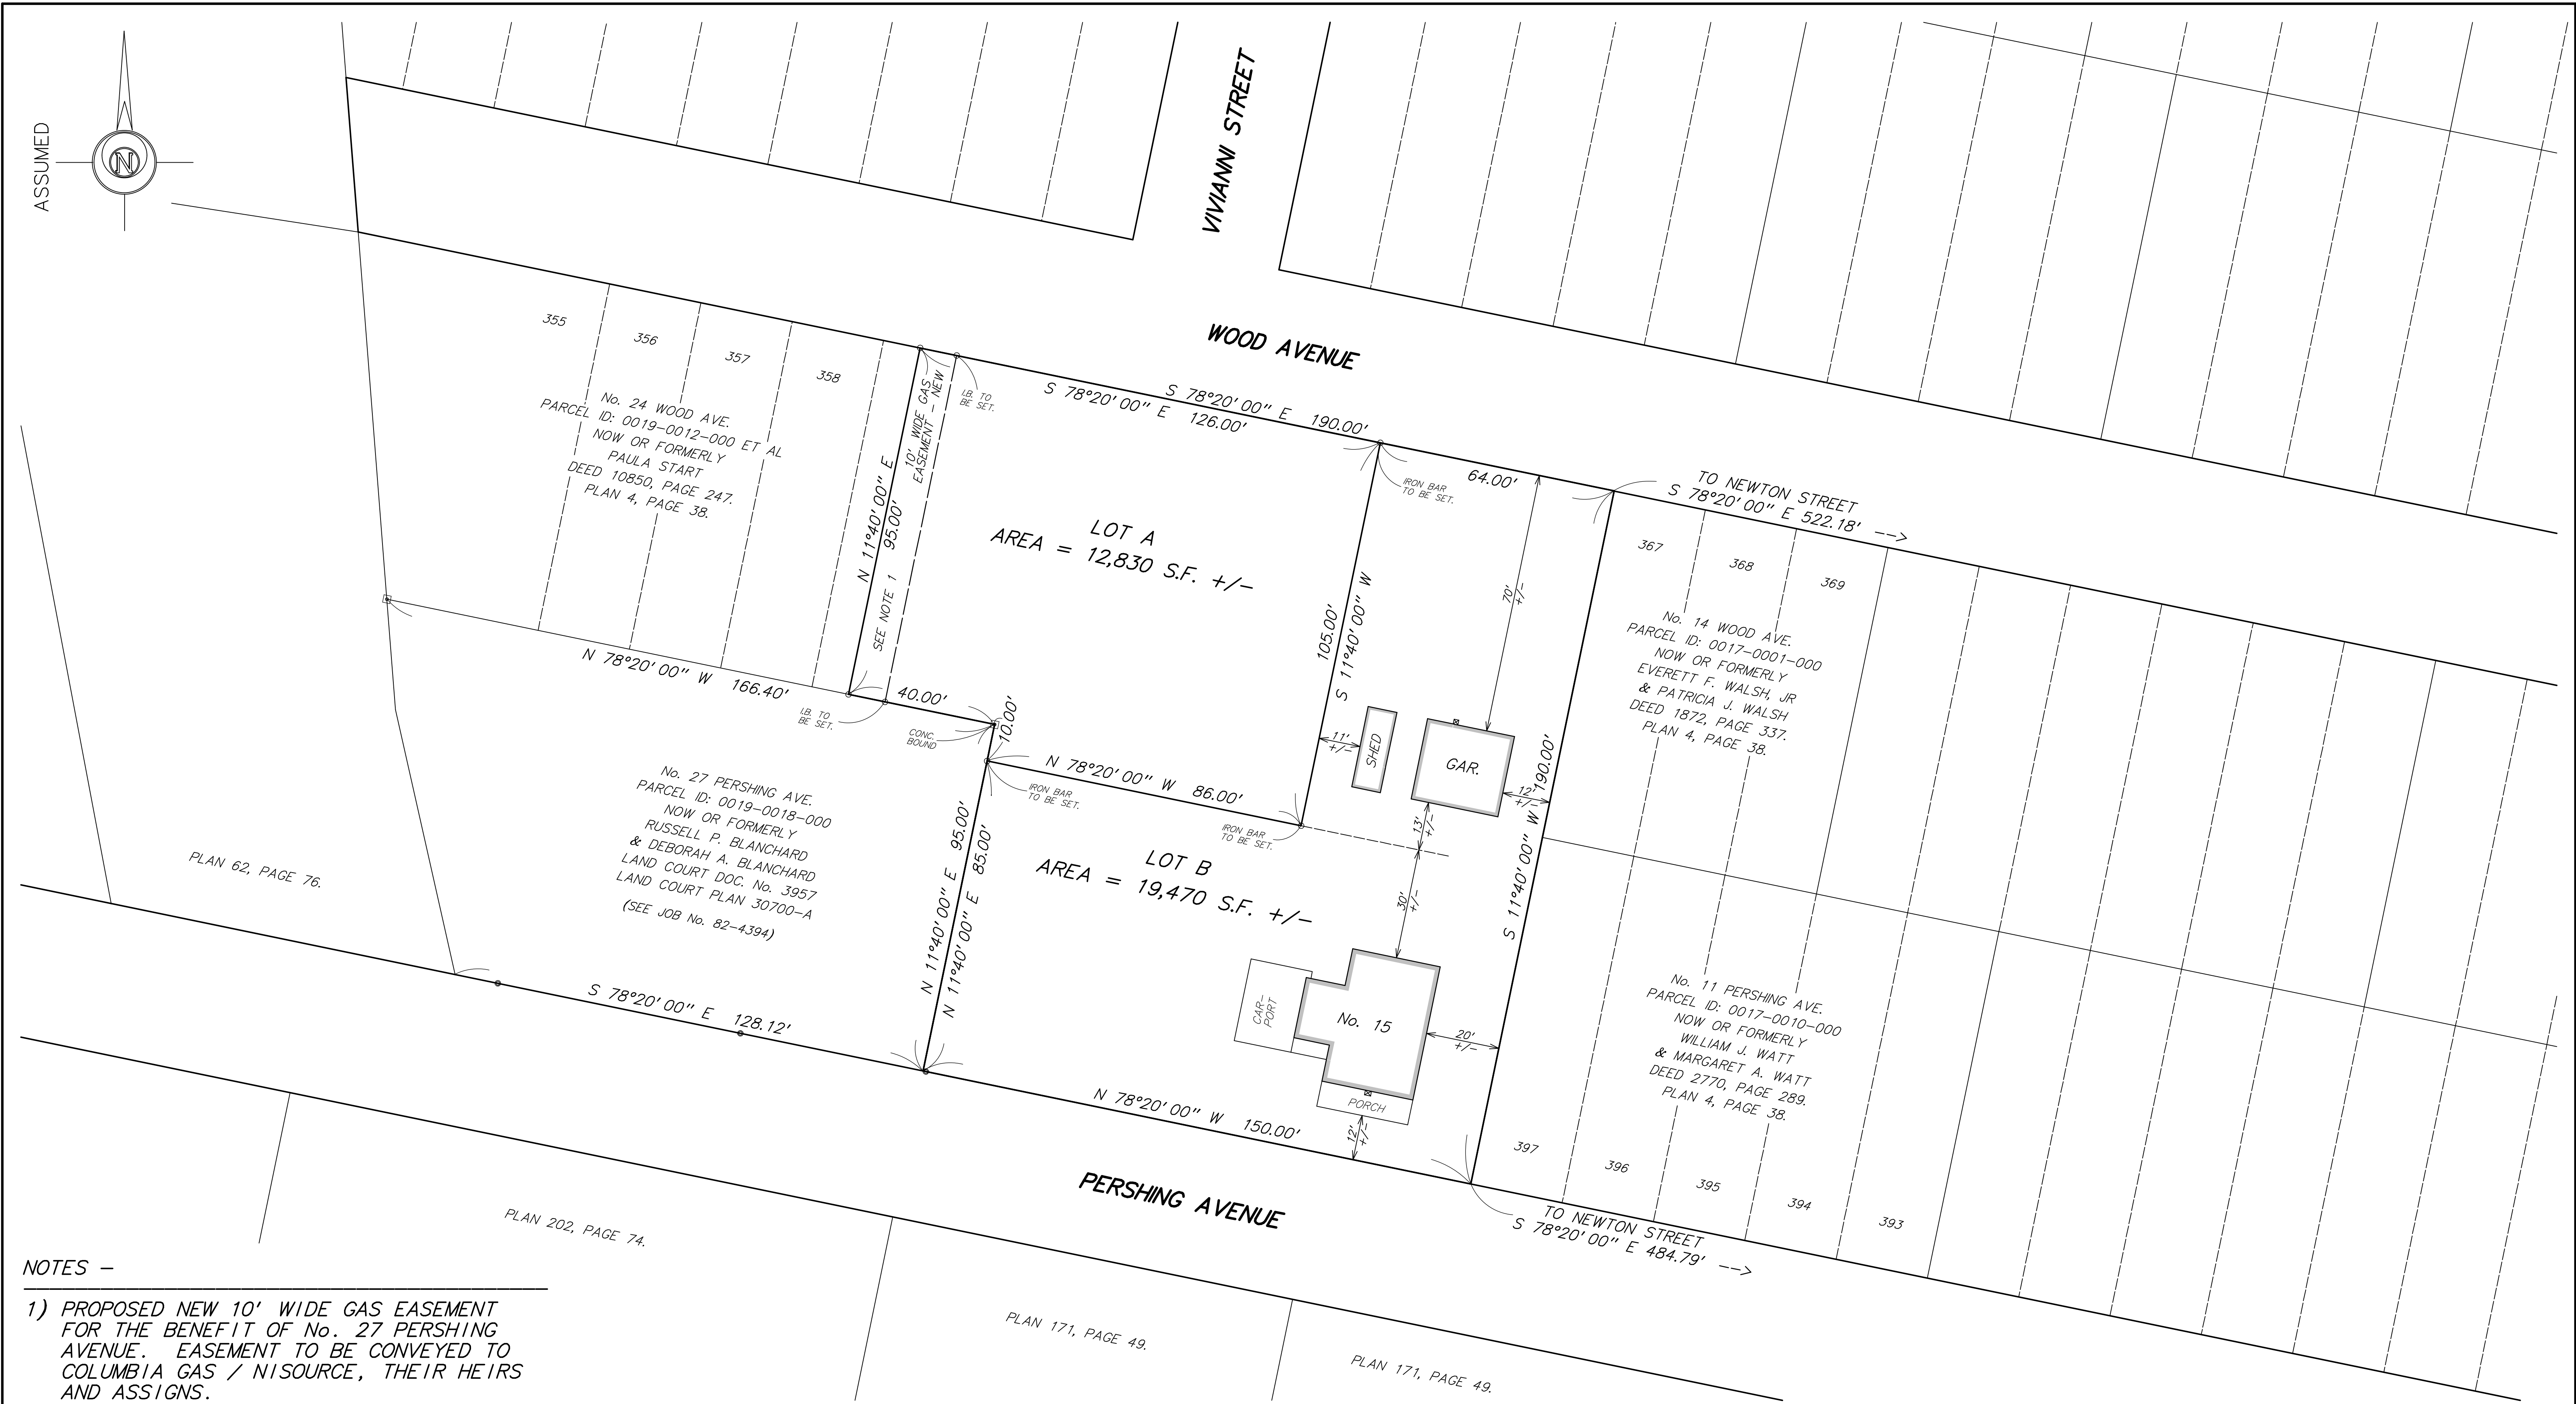 ASSUMED
N
VIVIANNI STREET
WOOD AVENUE
355
356
357
358
No. 24 WOOD AVE.
PARCEL ID: 0019-0012-000 ET AL
NOW OR FORMERLY
PAULA START
DEED 10850, PAGE 247.
PLAN 4, PAGE 38.
N 11°40'00" E
95.00'
10' WIDE GAS
EASEMENT - NEW
SEE NOTE 1
I.B. TO
BE SET.
S 78°20'00" E 190.00'
S 78°20'00" E 126.00'
64.00'
IRON BAR
TO BE SET.
TO NEWTON STREET
S 78°20'00" E 522.18' -->
LOT A
AREA = 12,830 S.F. +/-
105.00'
S 11°40'00" W
70'
+/-
367
368
369
No. 14 WOOD AVE.
PARCEL ID: 0017-0001-000
NOW OR FORMERLY
EVERETT F. WALSH, JR
& PATRICIA J. WALSH
DEED 1872, PAGE 337.
PLAN 4, PAGE 38.
N 78°20'00" W 166.40'
40.00'
10.00'
I.B. TO
BE SET.
CONC.
BOUND
11'
+/-
SHED
GAR.
12'
+/-
13'
+/-
S 11°40'00" W 190.00'
N 78°20'00" W 86.00'
IRON BAR
TO BE SET.
IRON BAR
TO BE SET.
No. 27 PERSHING AVE.
PARCEL ID: 0019-0018-000
NOW OR FORMERLY
RUSSELL P. BLANCHARD
& DEBORAH A. BLANCHARD
LAND COURT DOC. No. 3957
LAND COURT PLAN 30700-A
(SEE JOB No. 82-4394)
N 11°40'00" E 95.00'
N 11°40'00" E 85.00'
PLAN 62, PAGE 76.
LOT B
AREA = 19,470 S.F. +/-
30'
+/-
CAR-
PORT
No. 15
20'
+/-
PORCH
12'
+/-
No. 11 PERSHING AVE.
PARCEL ID: 0017-0010-000
NOW OR FORMERLY
WILLIAM J. WATT
& MARGARET A. WATT
DEED 2770, PAGE 289.
PLAN 4, PAGE 38.
S 78°20'00" E 128.12'
N 78°20'00" W 150.00'
397
396
395
394
393
PERSHING AVENUE
TO NEWTON STREET
S 78°20'00" E 484.79' -->
PLAN 202, PAGE 74.
PLAN 171, PAGE 49.
PLAN 171, PAGE 49.
NOTES -
1) PROPOSED NEW 10' WIDE GAS EASEMENT
FOR THE BENEFIT OF No. 27 PERSHING
AVENUE. EASEMENT TO BE CONVEYED TO
COLUMBIA GAS / NISOURCE, THEIR HEIRS
AND ASSIGNS.